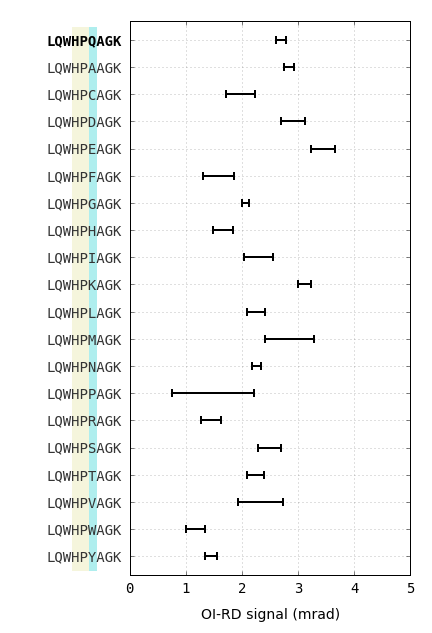 LQWHPQAGK
LQWHPAAGK
LQWHPCAGK
LQWHPDAGK
LQWHPEAGK
LQWHPFAGK
LQWHPGAGK
LQWHPHAGK
LQWHPIAGK
LQWHPKAGK
LQWHPLAGK
LQWHPMAGK
LQWHPNAGK
LQWHPPAGK
LQWHPRAGK
LQWHPSAGK
LQWHPTAGK
LQWHPVAGK
LQWHPWAGK
LQWHPYAGK
0 1 2 3 4 5
OI-RD signal (mrad)